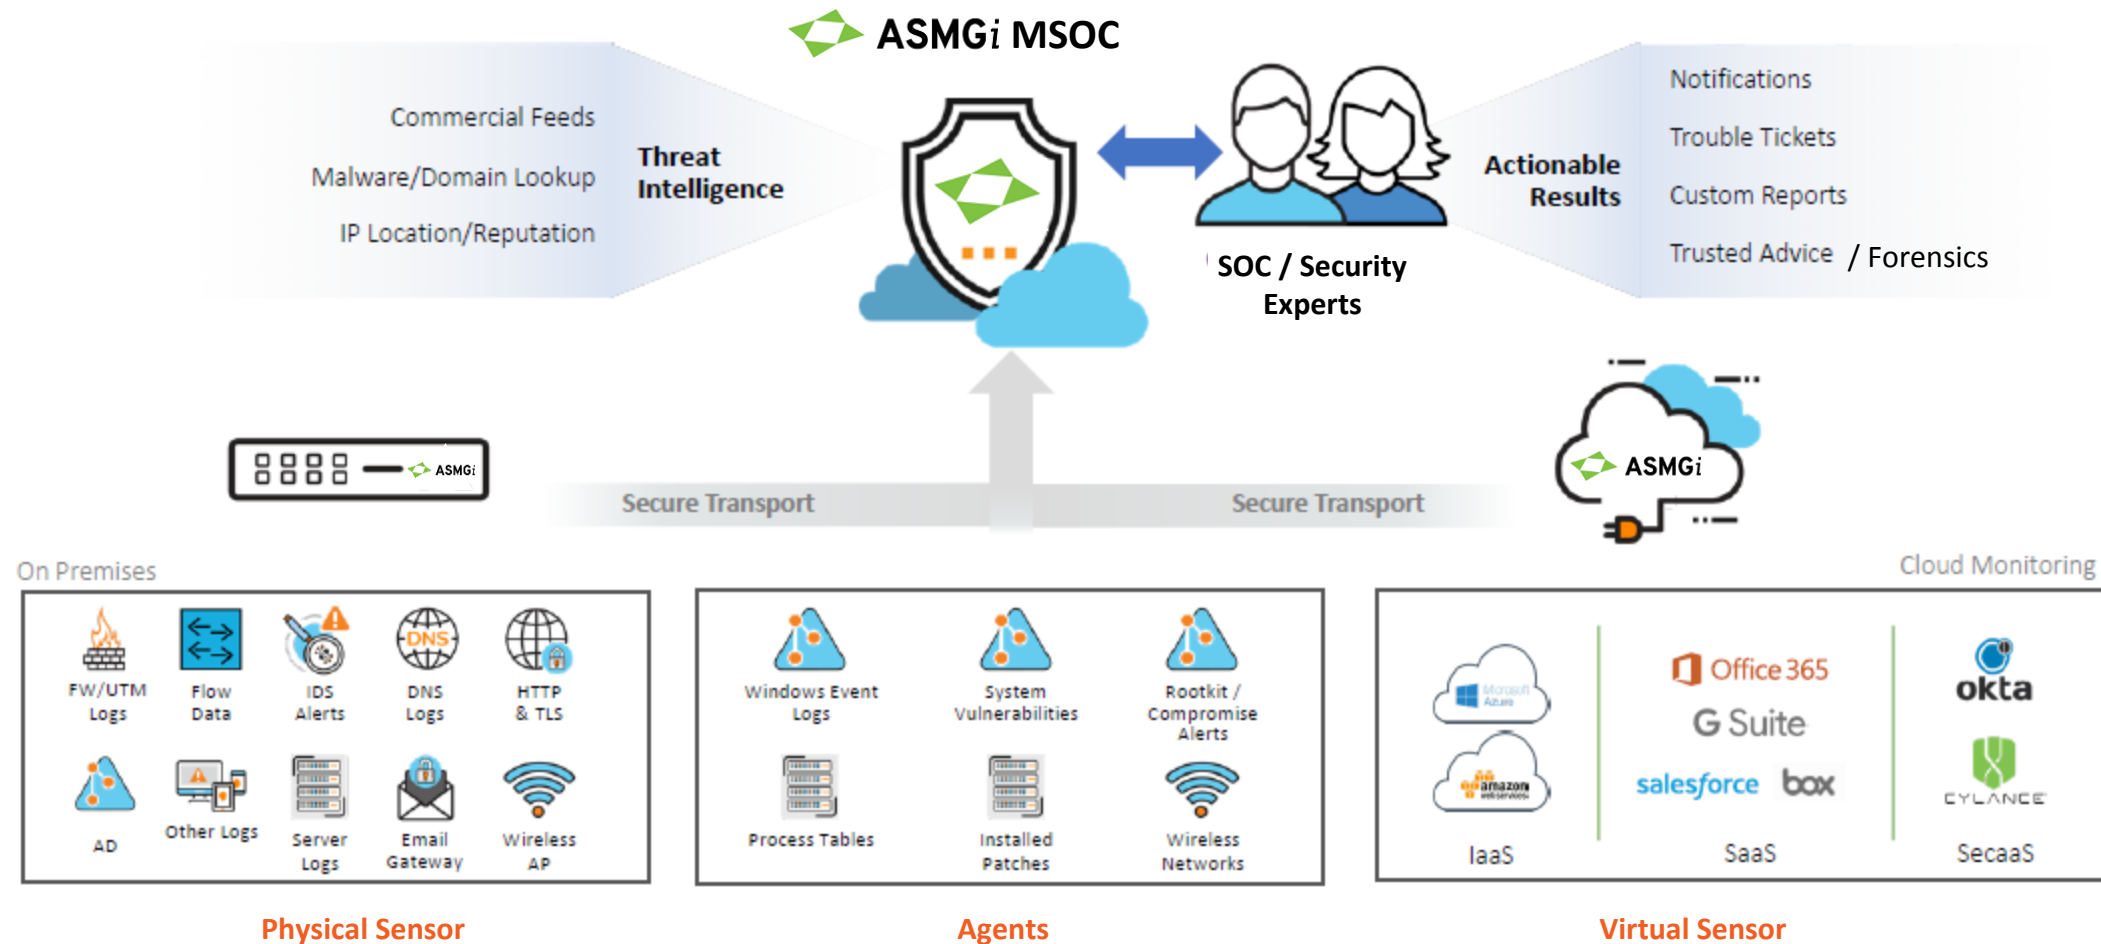 ASMGi MSOC
Commercial Feeds
Malware/Domain Lookup
IP Location/Reputation
Threat
Intelligence
SOC / Security
Experts
Actionable
Results
Notifications
Trouble Tickets
Custom Reports
Trusted Advice / Forensics
ASMGi
Secure Transport
Secure Transport
ASMGi
On Premises
FW/UTM
Logs
Flow
Data
IDS
Alerts
DNS
DNS
Logs
HTTP
& TLS
AD
Other Logs
Server
Logs
Email
Gateway
Wireless
AP
Physical Sensor
Windows Event
Logs
System
Vulnerabilities
Rootkit /
Compromise
Alerts
Process Tables
Installed
Patches
Wireless
Networks
Agents
Cloud Monitoring
Microsoft
Azure
amazon
webservices
IaaS
Office 365
G Suite
salesforce
box
SaaS
okta
CYLANCE
SecaaS
Virtual Sensor